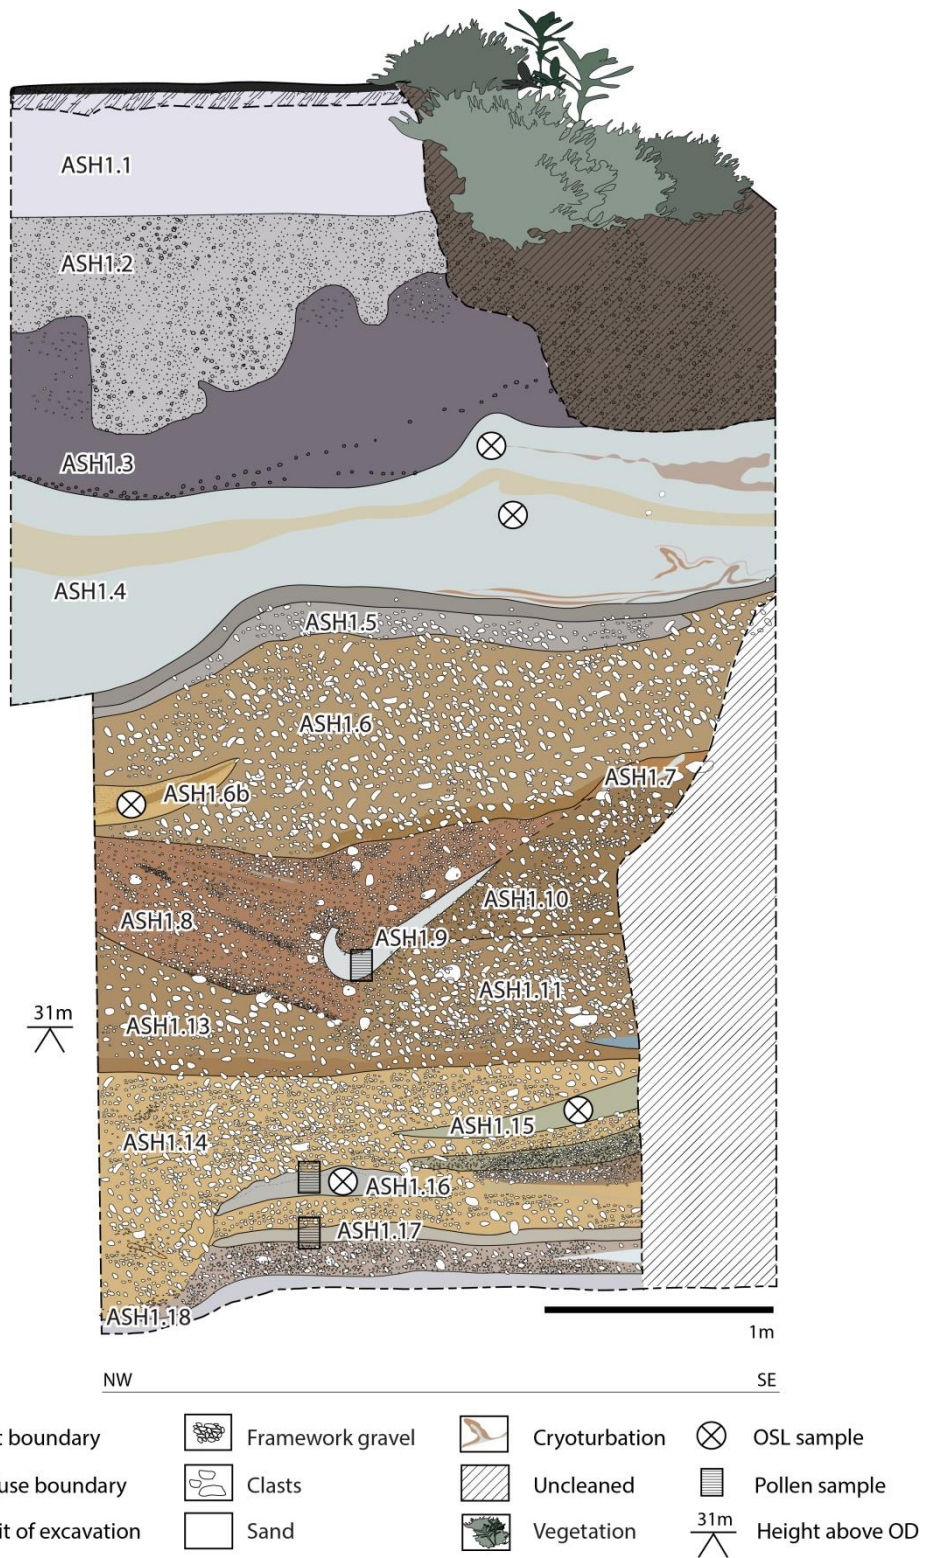 ASH1.1
ASH1.2
ASH1.3
ASH1.4
ASH1.5
ASH1.6
ASH1.7
ASH1.6b
ASH1.10
ASH1.8
ASH1.9
ASH1.11
31m
ASH1.13
ASH1.15
ASH1.14
ASH1.16
ASH1.17
ASH1.18
1m
NW SE
t boundary Framework gravel Cryoturbation OSL sample
use boundary Clasts Uncleaned Pollen sample
it of excavation Sand Vegetation 31m Height above OD